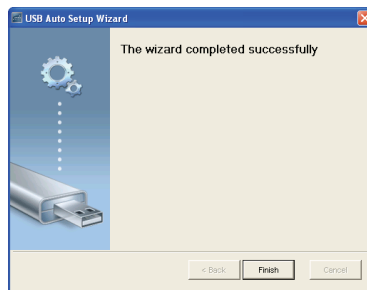 USB Auto Setup Wizard
The wizard completed successfully
< Back Finish Cancel